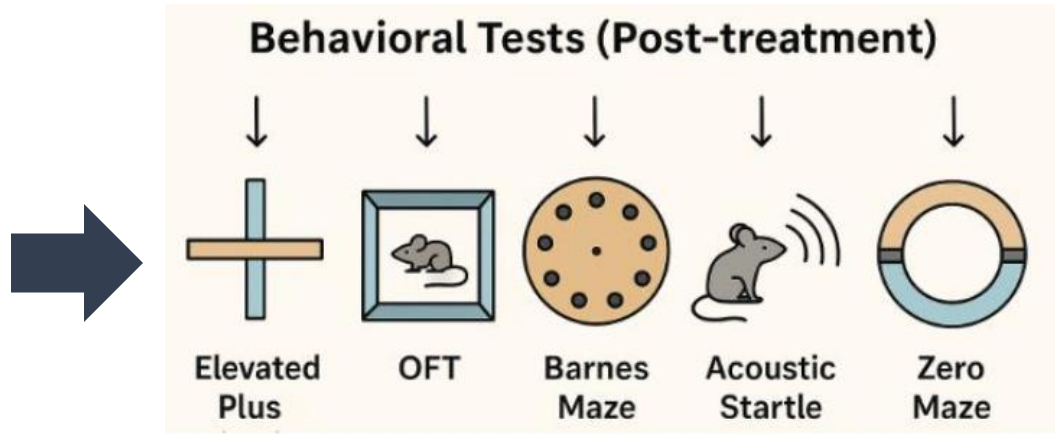 Behavioral Tests (Post-treatment)
Elevated
Plus
OFT
Barnes
Maze
Acoustic
Startle
Zero
Maze